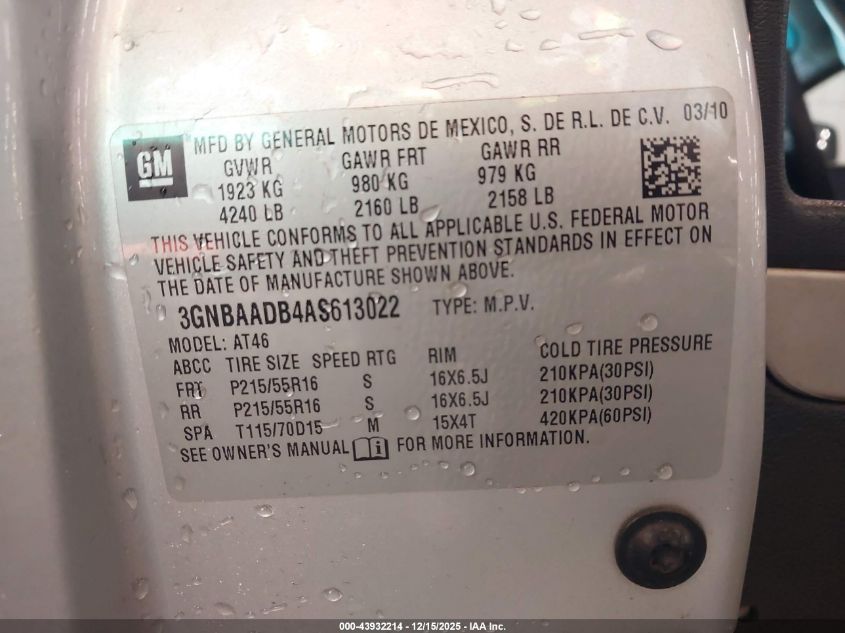 GM
MFD BY GENERAL MOTORS DE MEXICO, S. DE R.L. DE C.V. 03/10
GVWR GAWR FRT GAWR RR
1923 KG 980 KG 979 KG
4240 LB 2160 LB 2158 LB
THIS VEHICLE CONFORMS TO ALL APPLICABLE U.S. FEDERAL MOTOR
VEHICLE SAFETY AND THEFT PREVENTION STANDARDS IN EFFECT ON
THE DATE OF MANUFACTURE SHOWN ABOVE.
3GNBAADB4AS613022 TYPE: M.P.V.
MODEL: AT46
ABCC TIRE SIZE SPEED RTG RIM COLD TIRE PRESSURE
FRT P215/55R16 S 16X6.5J 210KPA(30PSI)
RR P215/55R16 S 16X6.5J 210KPA(30PSI)
SPA T115/70D15 M 15X4T 420KPA(60PSI)
SEE OWNER'S MANUAL i FOR MORE INFORMATION.
000-43932214 - 12/15/2025 - IAA Inc.